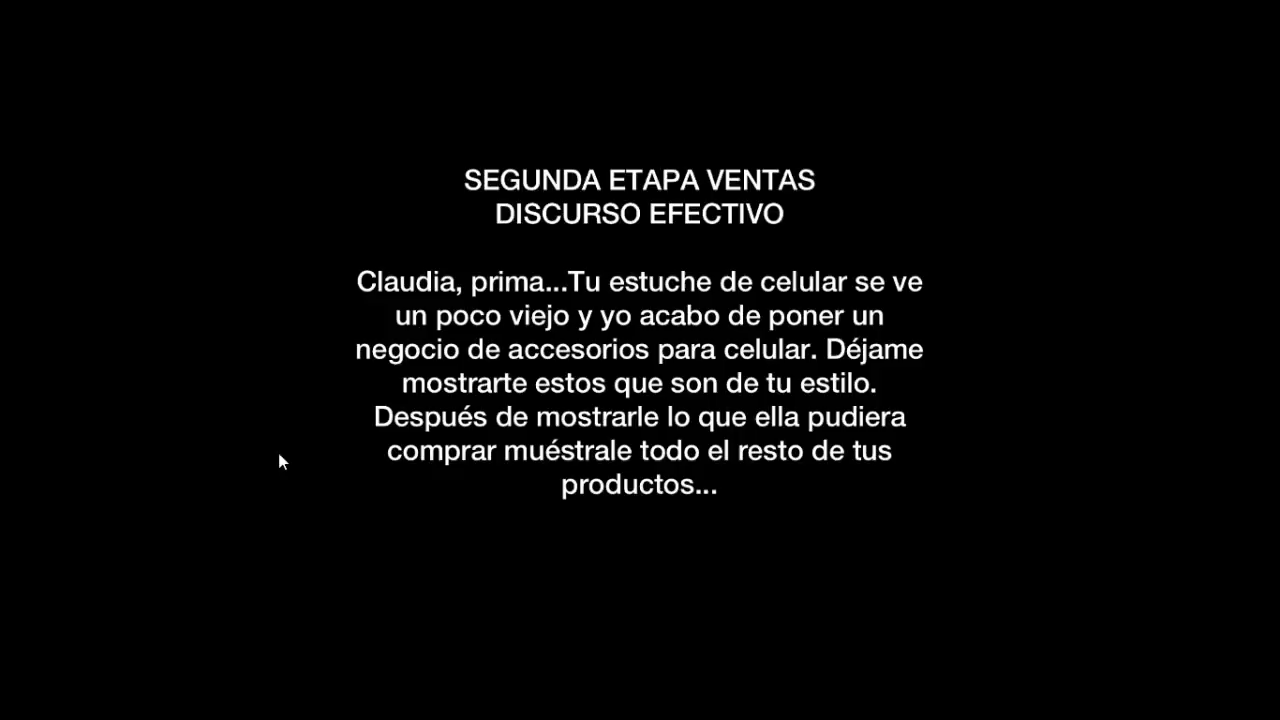 SEGUNDA ETAPA VENTAS
DISCURSO EFECTIVO
Claudia, prima...Tu estuche de celular se ve
un poco viejo y yo acabo de poner un
negocio de accesorios para celular. Déjame
mostrarte estos que son de tu estilo.
Después de mostrarle lo que ella pudiera
comprar muéstrale todo el resto de tus
productos...